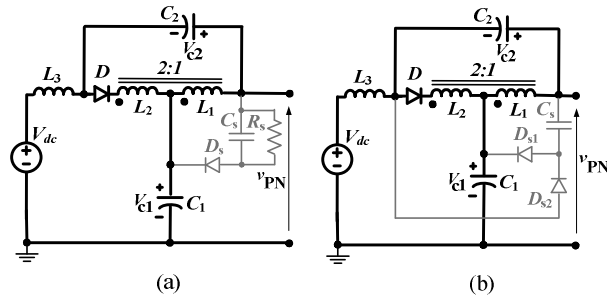 C2
Vc2
L3
D
2:1
L2
L1
Cs
Rs
Ds
Vdc
Vc1
C1
vPN
(a)
C2
Vc2
L3
D
2:1
L2
L1
Cs
Ds1
Vdc
Vc1
C1
Ds2
vPN
(b)